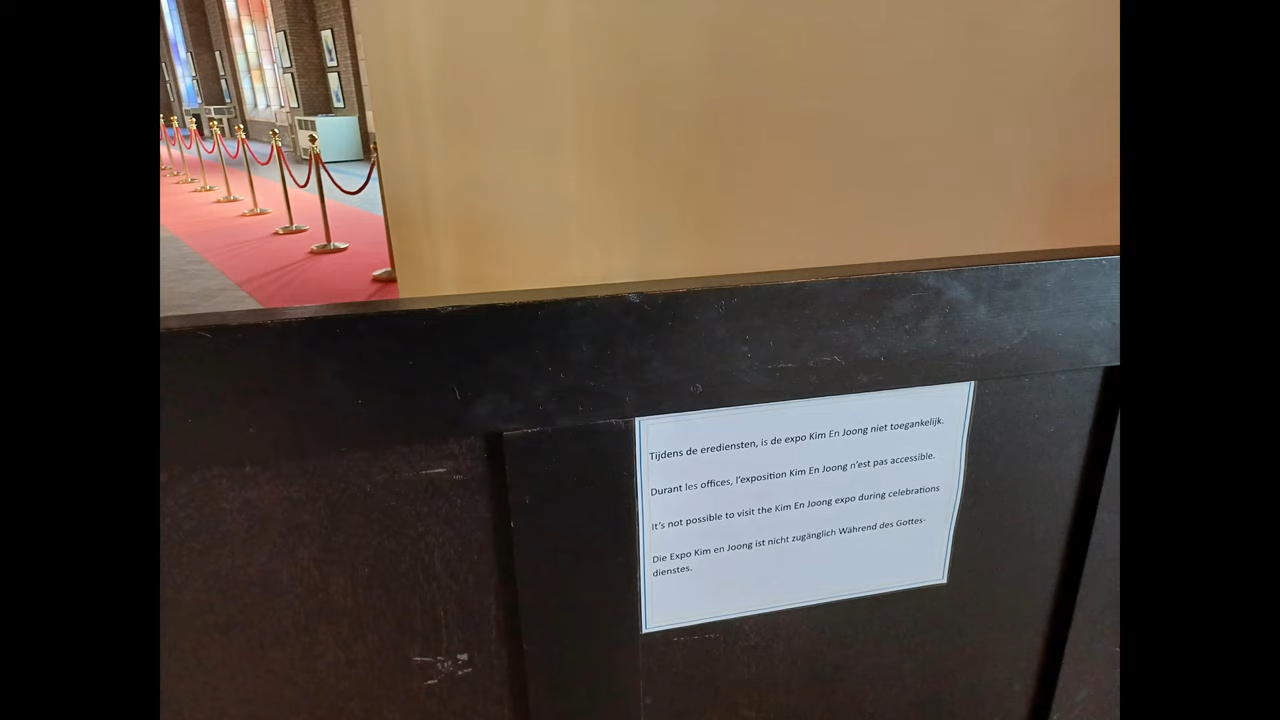 Tijdens de erediensten, is de expo Kim En Joong niet toegankelijk.
Durant les offices, l'exposition Kim En Joong n'est pas accessible.
It's not possible to visit the Kim En Joong expo during celebrations
Die Expo Kim en Joong ist nicht zugänglich Während des Gottes-
dienstes.